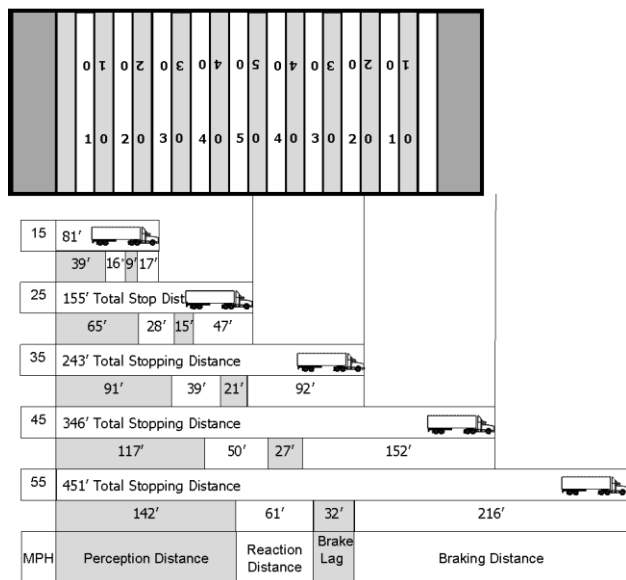 0 1 0 2 0 3 0 4 0 5 0 4 0 3 0 2 0 1
1 0 2 0 3 0 4 0 5 0 4 0 3 0 2 0 1 0
15 81′
39′ 16′ 9′ 17′
25 155′ Total Stop Dist
65′ 28′ 15′ 47′
35 243′ Total Stopping Distance
91′ 39′ 21′ 92′
45 346′ Total Stopping Distance
117′ 50′ 27′ 152′
55 451′ Total Stopping Distance
142′ 61′ 32′ 216′
MPH Perception Distance Reaction Distance Brake Lag Braking Distance